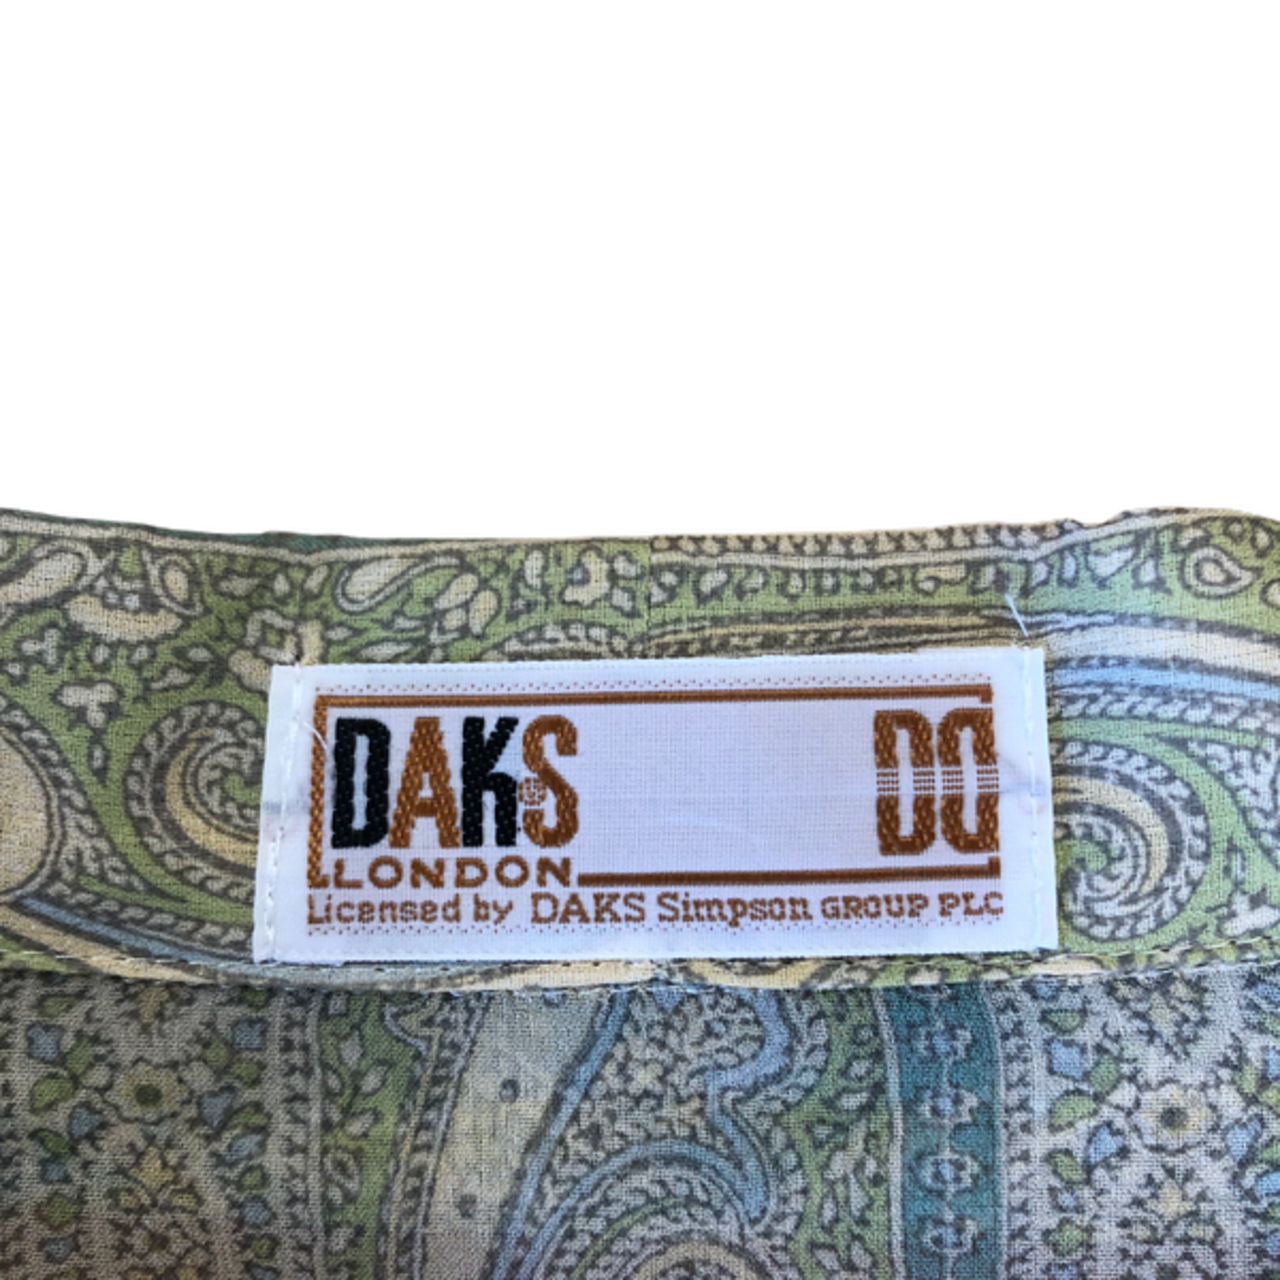 DAKS DD
LONDON
Licensed by DAKS Simpson GROUP PLC